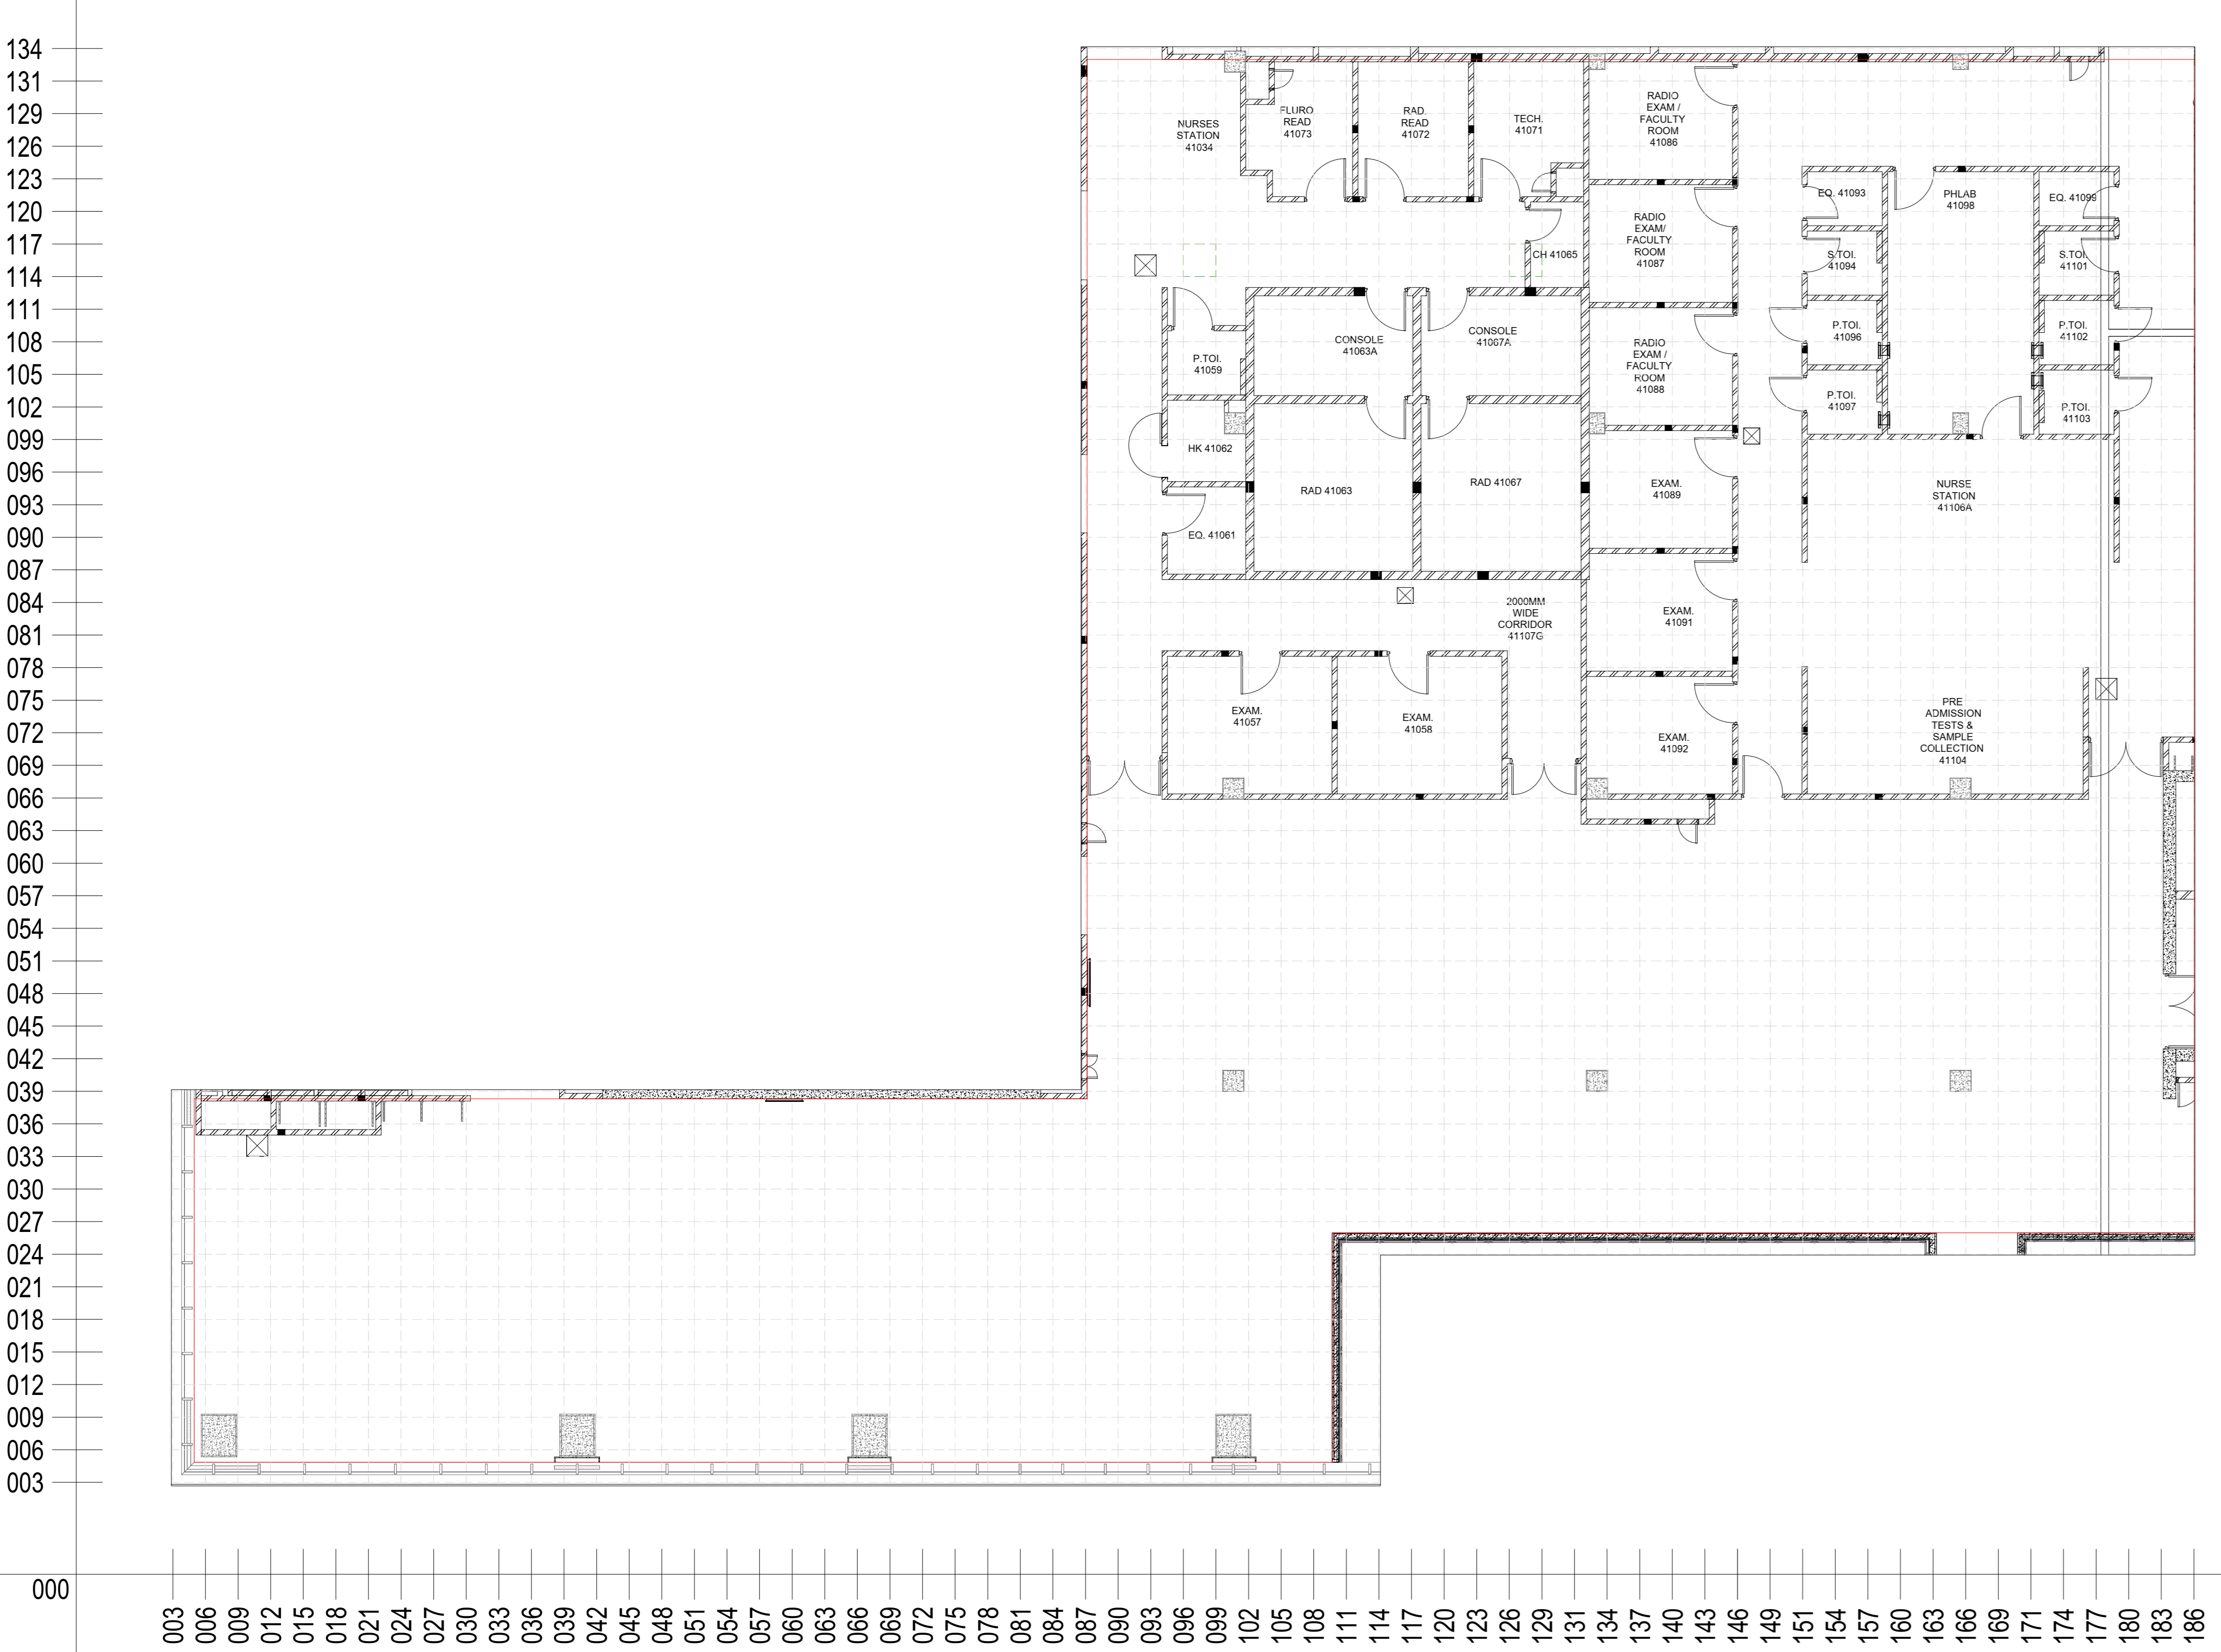 134
131
129
126
123
120
117
114
111
108
105
102
099
096
093
090
087
084
081
078
075
072
069
066
063
060
057
054
051
048
045
042
039
036
033
030
027
024
021
018
015
012
009
006
003
000
NURSES
STATION
41034
FLURO
READ
41073
RAD.
READ
41072
TECH.
41071
RADIO
EXAM /
FACULTY
ROOM
41086
RADIO
EXAM/
FACULTY
ROOM
41087
RADIO
EXAM /
FACULTY
ROOM
41088
EXAM.
41089
EXAM.
41091
EXAM.
41092
CH 41065
CONSOLE
41063A
CONSOLE
41067A
P.TOI.
41059
HK 41062
EQ. 41061
RAD 41063
RAD 41067
2000MM
WIDE
CORRIDOR
41107G
EXAM.
41057
EXAM.
41058
EQ. 41093
S.TOI.
41094
P.TOI.
41096
P.TOI.
41097
PHLAB
41098
EQ. 41099
S.TOI.
41101
P.TOI.
41102
P.TOI.
41103
NURSE
STATION
41106A
PRE
ADMISSION
TESTS &
SAMPLE
COLLECTION
41104
003
006
009
012
015
018
021
024
027
030
033
036
039
042
045
048
051
054
057
060
063
066
069
072
075
078
081
084
087
090
093
096
099
102
105
108
111
114
117
120
123
126
129
131
134
137
140
143
146
149
151
154
157
160
163
166
169
171
174
177
180
183
186